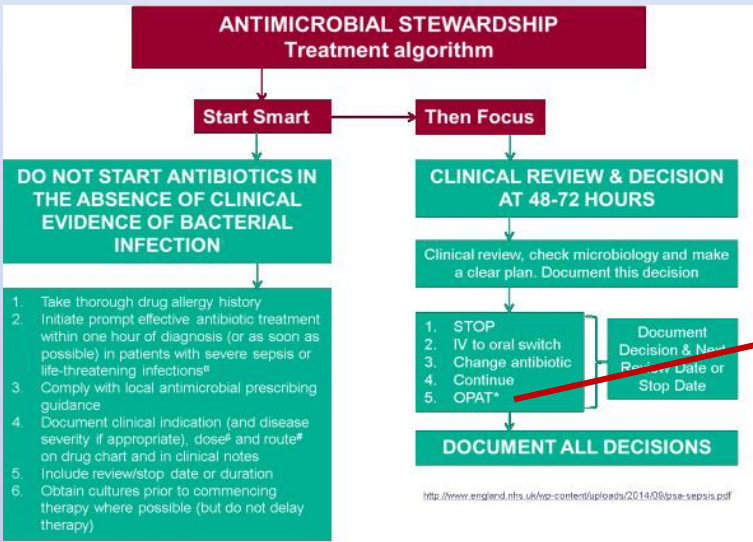 ANTIMICROBIAL STEWARDSHIP
Treatment algorithm
Start Smart
Then Focus
DO NOT START ANTIBIOTICS IN
THE ABSENCE OF CLINICAL
EVIDENCE OF BACTERIAL
INFECTION
1. Take thorough drug allergy history
2. Initiate prompt effective antibiotic treatment
within one hour of diagnosis (or as soon as
possible) in patients with severe sepsis or
life-threatening infectionsα
3. Comply with local antimicrobial prescribing
guidance
4. Document clinical indication (and disease
severity if appropriate), dose and route#
on drug chart and in clinical notes
5. Include review/stop date or duration
6. Obtain cultures prior to commencing
therapy where possible (but do not delay
therapy)
CLINICAL REVIEW & DECISION
AT 48-72 HOURS
Clinical review, check microbiology and make
a clear plan. Document this decision
1. STOP
2. IV to oral switch
3. Change antibiotic
4. Continue
5. OPAT*
Document
Decision & Next
Review Date or
Stop Date
DOCUMENT ALL DECISIONS
http://www.england.nhs.uk/wp-content/uploads/2014/09/psa-sepsis.pdf